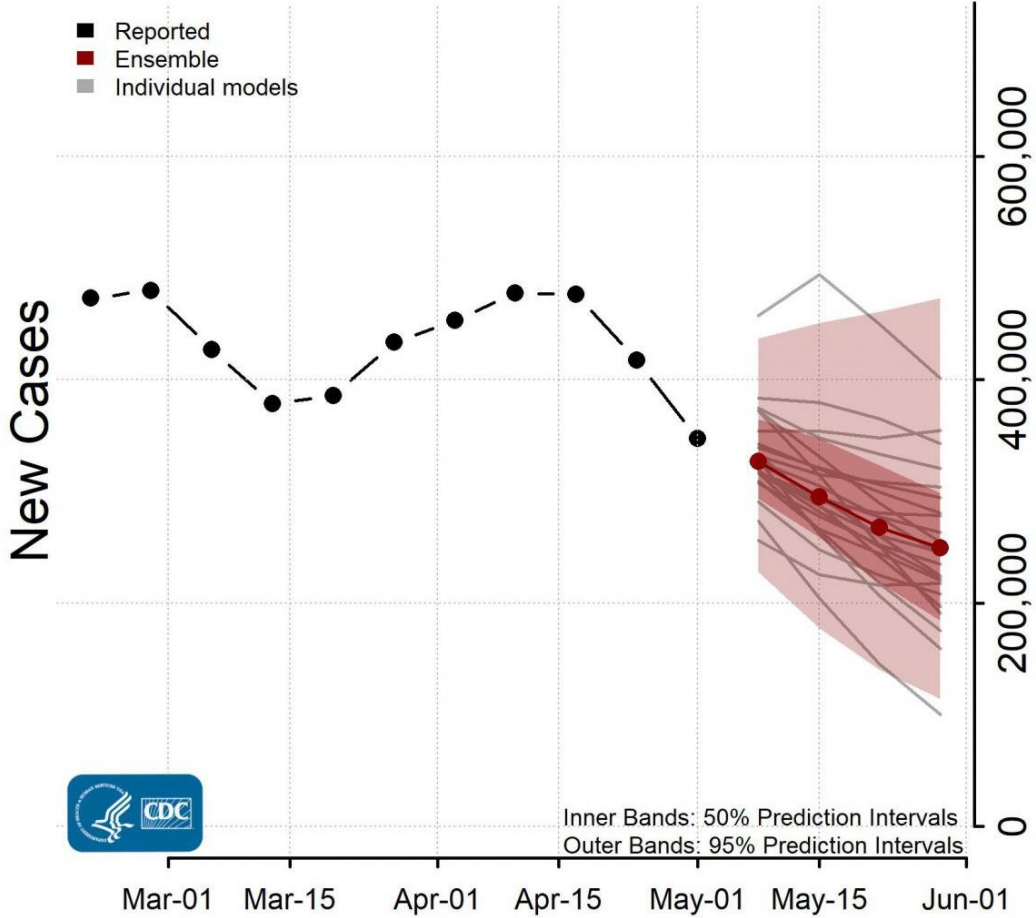 Reported
Ensemble
Individual models
New Cases
600,000
400,000
200,000
0
CDC
Inner Bands: 50% Prediction Intervals
Outer Bands: 95% Prediction Intervals
Mar-01 Mar-15 Apr-01 Apr-15 May-01 May-15 Jun-01